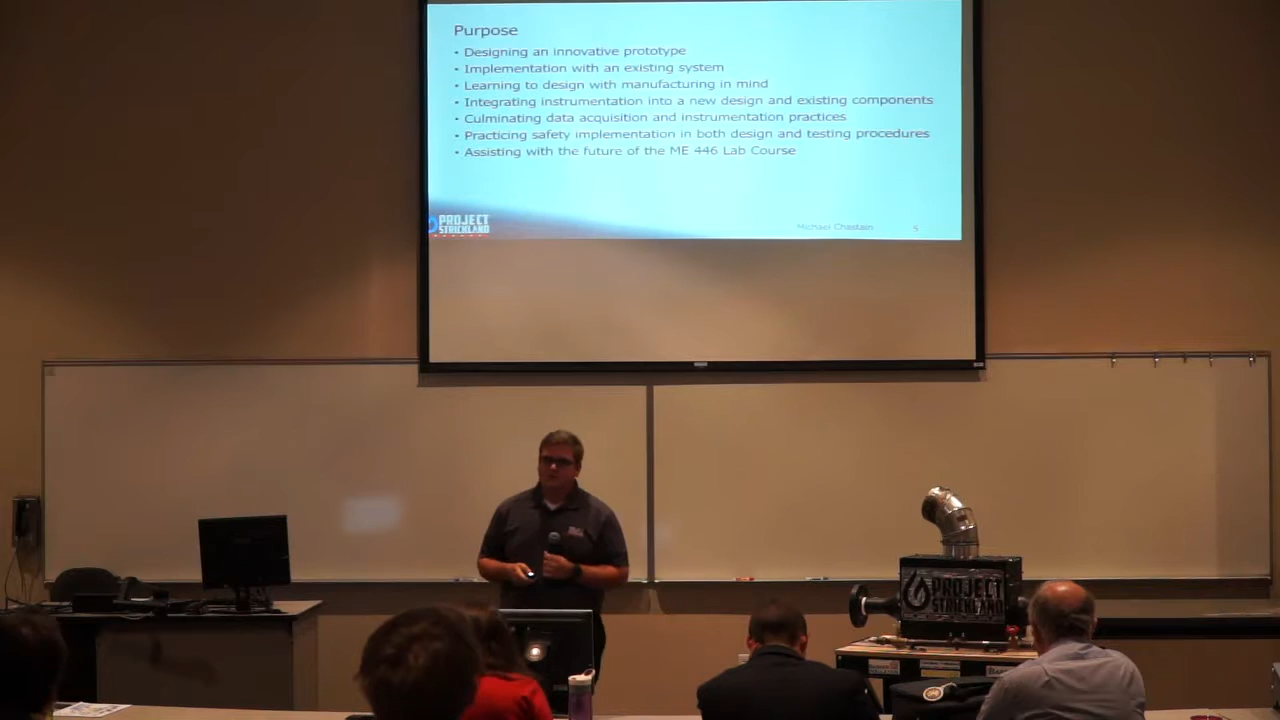 Purpose
• Designing an innovative prototype
• Implementation with an existing system
• Learning to design with manufacturing in mind
• Integrating instrumentation into a new design and existing components
• Culminating data acquisition and instrumentation practices
• Practicing safety implementation in both design and testing procedures
• Assisting with the future of the ME 446 Lab Course
PROJECT
STRICKLAND
Michael Chastain
5
PROJECT
STRICKLAND